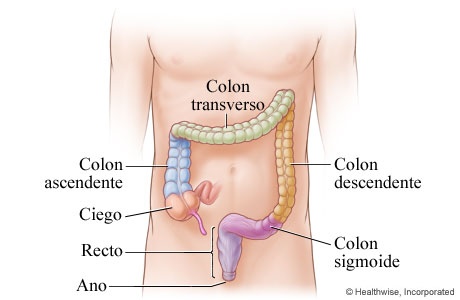 Colon
transverso
Colon
ascendente
Colon
descendente
Ciego
Recto
Colon
sigmoide
Ano
© Healthwise, Incorporated